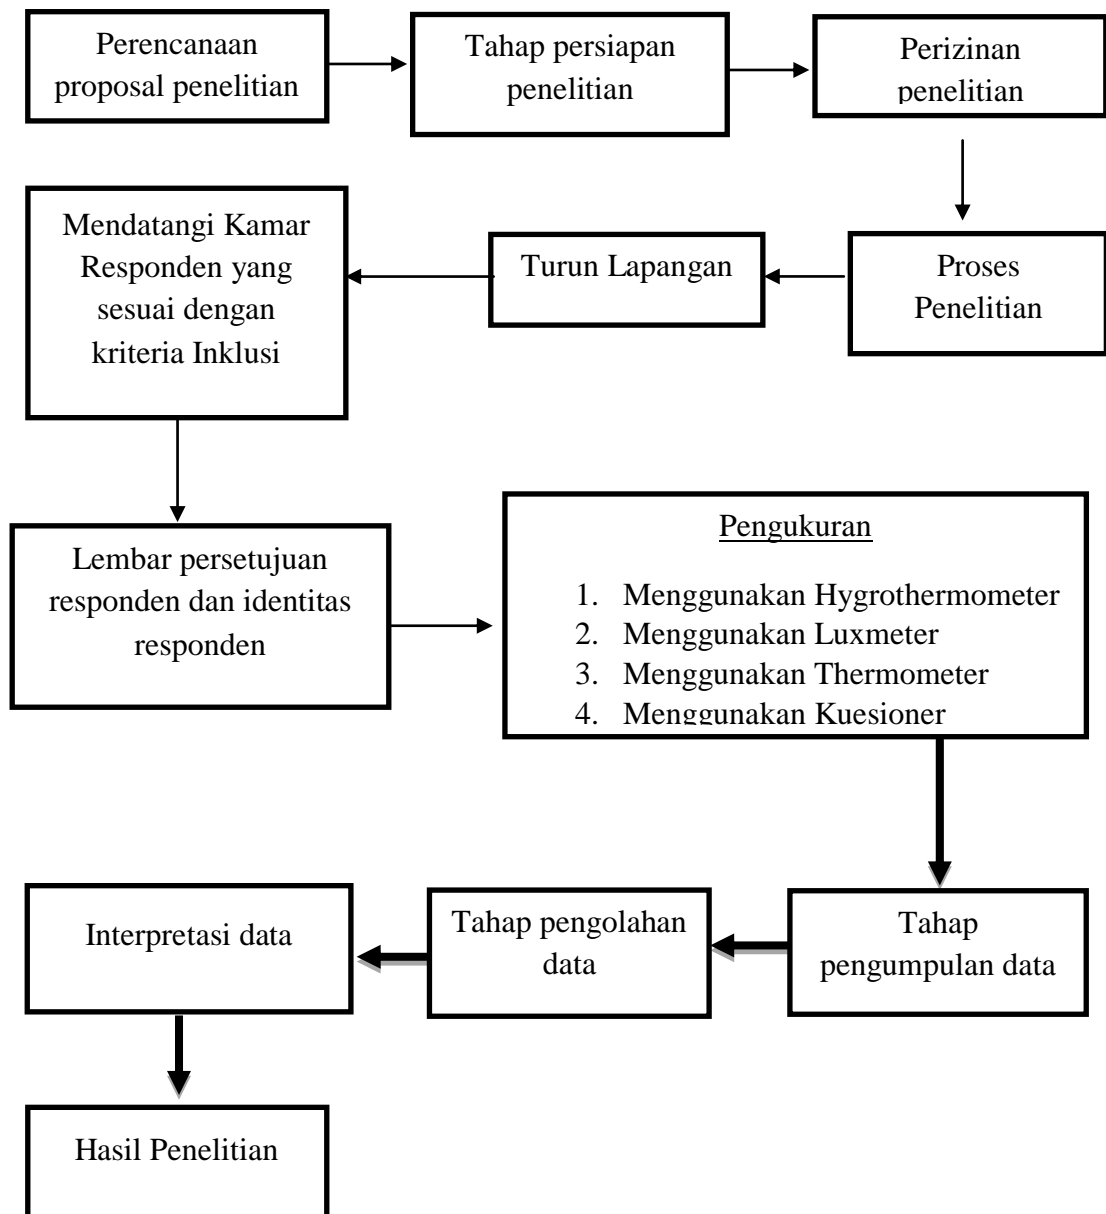 Perencanaan
proposal penelitian
Tahap persiapan
penelitian
Perizinan
penelitian
Proses
Penelitian
Turun Lapangan
Mendatangi Kamar
Responden yang
sesuai dengan
kriteria Inklusi
Lembar persetujuan
responden dan identitas
responden
Pengukuran
1. Menggunakan Hygrothermometer
2. Menggunakan Luxmeter
3. Menggunakan Thermometer
4. Menggunakan Kuesioner
Tahap
pengumpulan data
Tahap pengolahan
data
Interpretasi data
Hasil Penelitian